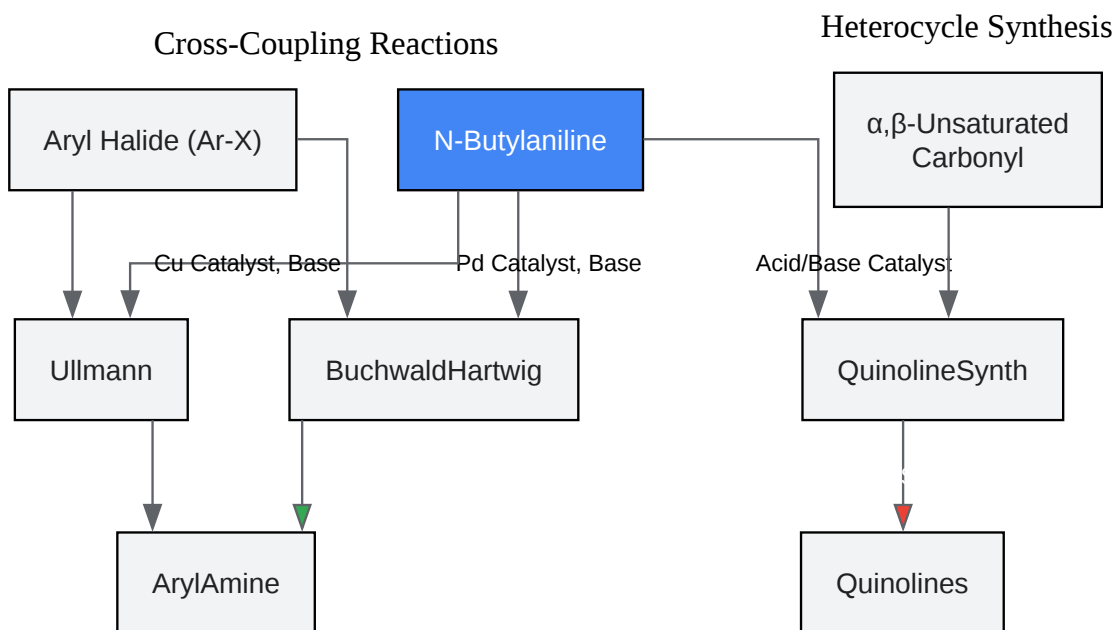 Cross-Coupling Reactions
Heterocycle Synthesis
Aryl Halide (Ar-X)
N-Butylaniline
α,β-Unsaturated
Carbonyl
Cu Catalyst, Base
Pd Catalyst, Base
Acid/Base Catalyst
Ullmann
BuchwaldHartwig
QuinolineSynth
ArylAmine
Quinolines